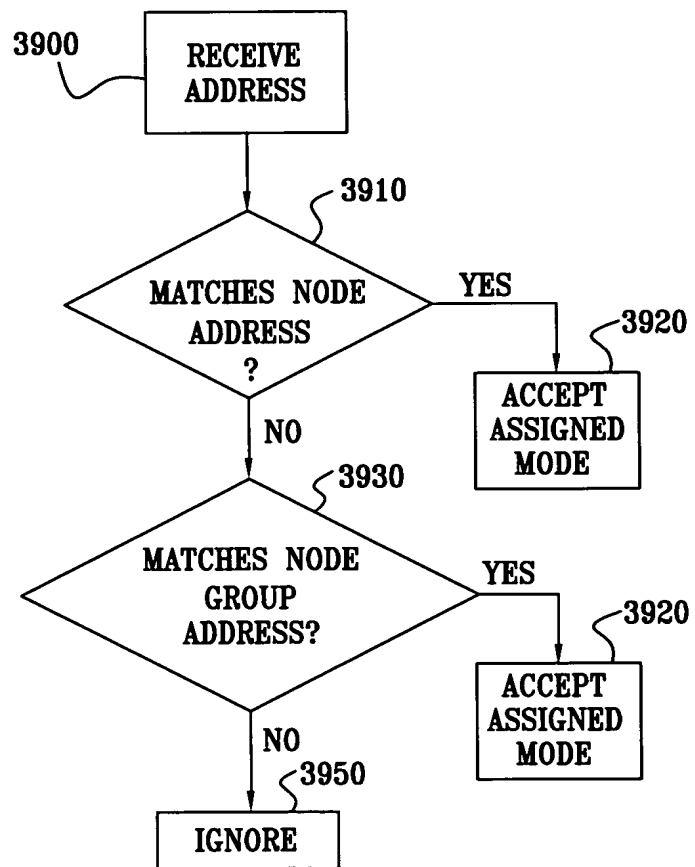 3900
RECEIVE
ADDRESS
3910
MATCHES NODE
ADDRESS
?
YES
3920
ACCEPT
ASSIGNED
MODE
NO
3930
MATCHES NODE
GROUP
ADDRESS?
YES
3920
ACCEPT
ASSIGNED
MODE
NO
3950
IGNORE